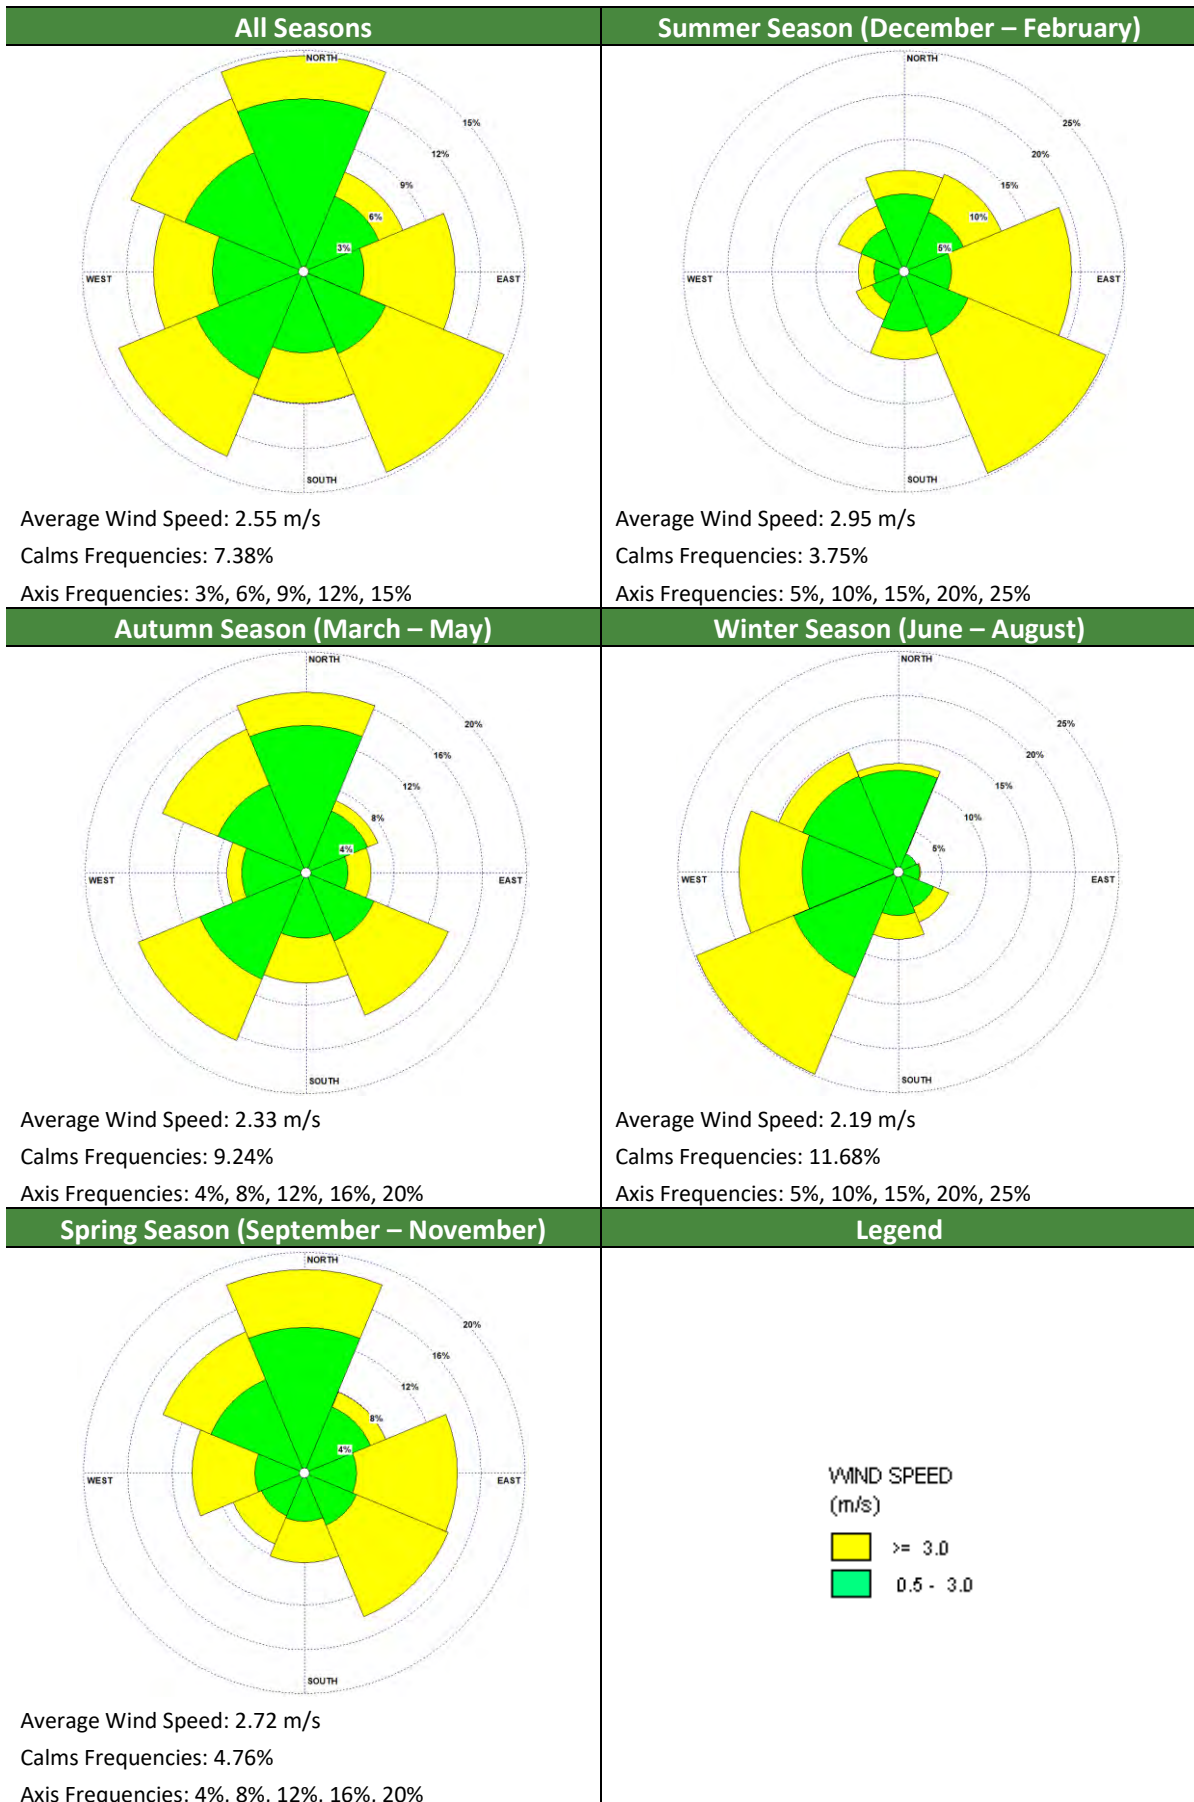 All Seasons
Summer Season (December – February)
NORTH
15%
12%
9%
6%
3%
WEST
EAST
SOUTH
NORTH
25%
20%
15%
10%
5%
WEST
EAST
SOUTH
Average Wind Speed: 2.55 m/s
Calms Frequencies: 7.38%
Axis Frequencies: 3%, 6%, 9%, 12%, 15%
Average Wind Speed: 2.95 m/s
Calms Frequencies: 3.75%
Axis Frequencies: 5%, 10%, 15%, 20%, 25%
Autumn Season (March – May)
Winter Season (June – August)
NORTH
20%
16%
12%
8%
4%
WEST
EAST
SOUTH
NORTH
25%
20%
15%
10%
5%
WEST
EAST
SOUTH
Average Wind Speed: 2.33 m/s
Calms Frequencies: 9.24%
Axis Frequencies: 4%, 8%, 12%, 16%, 20%
Average Wind Speed: 2.19 m/s
Calms Frequencies: 11.68%
Axis Frequencies: 5%, 10%, 15%, 20%, 25%
Spring Season (September – November)
Legend
NORTH
20%
16%
12%
8%
4%
WEST
EAST
SOUTH
WIND SPEED
(m/s)
>= 3.0
0.5 - 3.0
Average Wind Speed: 2.72 m/s
Calms Frequencies: 4.76%
Axis Frequencies: 4%, 8%, 12%, 16%, 20%